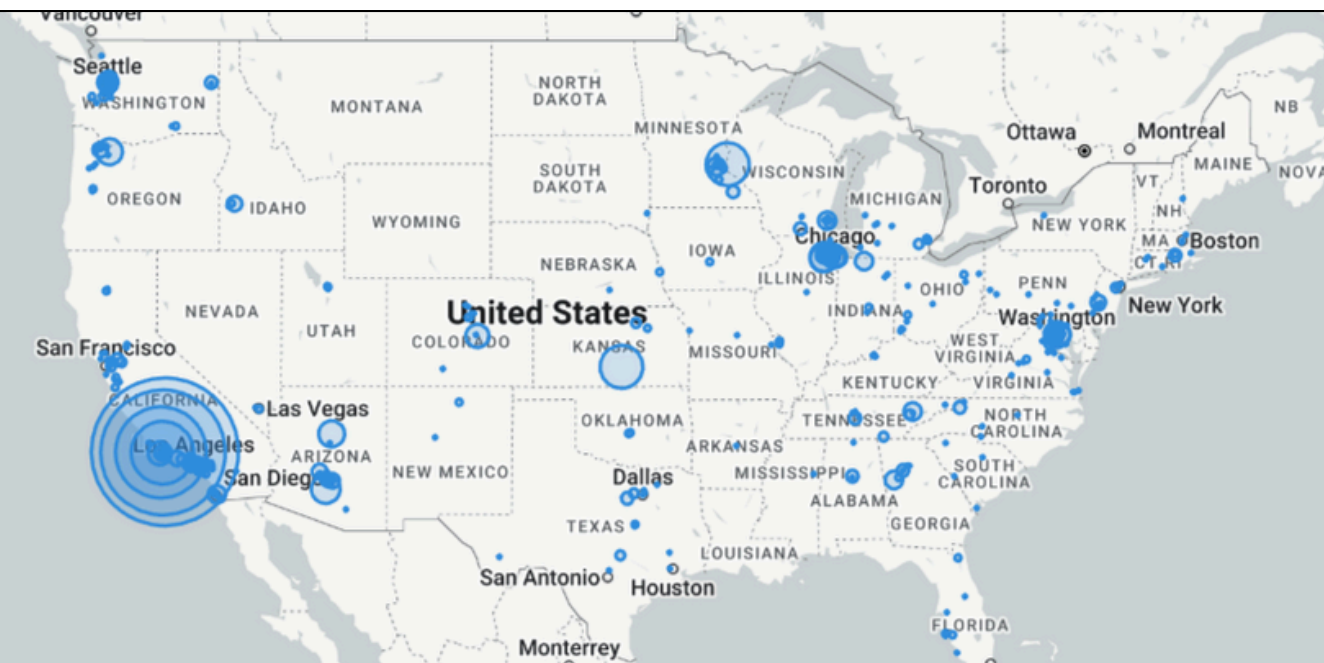 Vancouver
Seattle
WASHINGTON
MONTANA
NORTH
DAKOTA
MINNESOTA
Ottawa
Montreal
NB
MAINE
NOVA
OREGON
IDAHO
SOUTH
DAKOTA
WISCONSIN
MICHIGAN
Toronto
VT
NH
WYOMING
NEW YORK
MA
Boston
CT
RI
Chicago
IOWA
NEBRASKA
ILLINOIS
OHIO
PENN
New York
NEVADA
United States
INDIANA
Washington
UTAH
COLORADO
KANSAS
MISSOURI
WEST
VIRGINIA
San Francisco
KENTUCKY
VIRGINIA
CALIFORNIA
Las Vegas
OKLAHOMA
TENNESSEE
NORTH
CAROLINA
Los Angeles
ARIZONA
NEW MEXICO
ARKANSAS
San Diego
Dallas
MISSISSIPPI
SOUTH
CAROLINA
ALABAMA
GEORGIA
TEXAS
LOUISIANA
San Antonio
Houston
FLORIDA
Monterrey